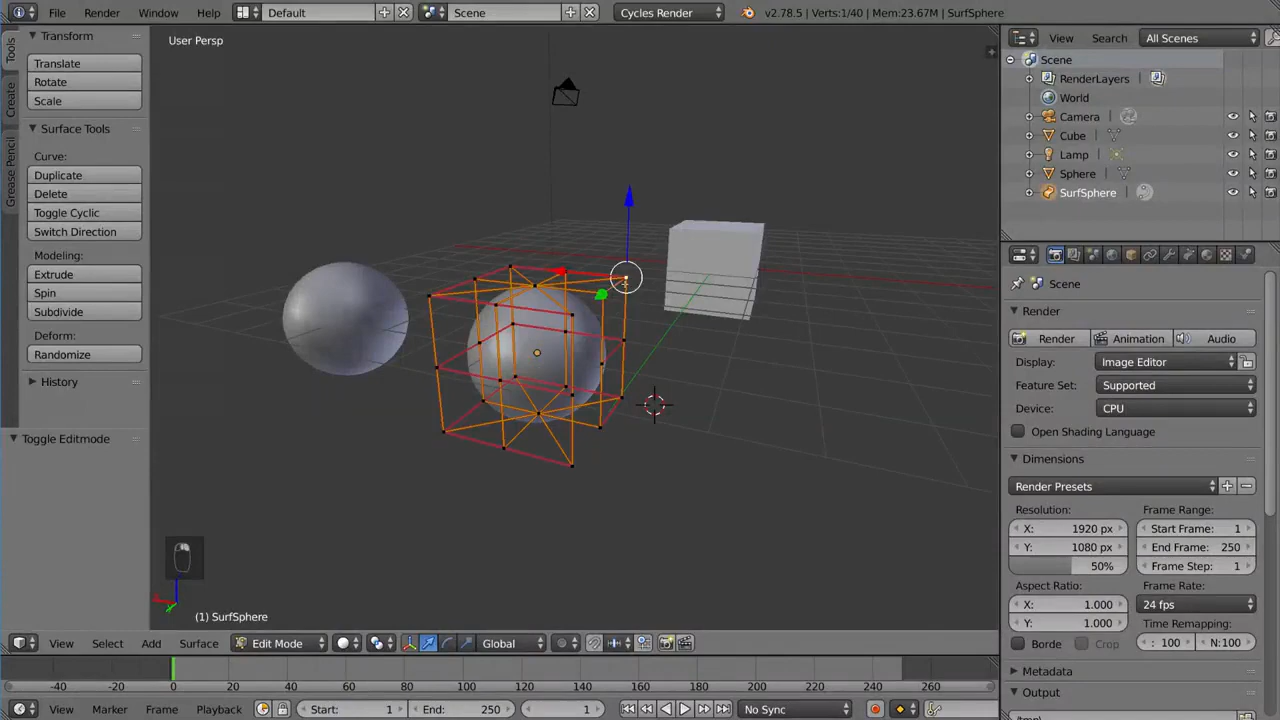 File Render Window Help Default Scene Cycles Render v2.78.5 | Verts:1/40 | Mem:23.67M | SurfSphere
Tools
Create
Grease Pencil
Transform
Translate
Rotate
Scale
Surface Tools
Curve:
Duplicate
Delete
Toggle Cyclic
Switch Direction
Modeling:
Extrude
Spin
Subdivide
Deform:
Randomize
History
Toggle Editmode
User Persp
(1) SurfSphere
View Select Add Surface Edit Mode Global
-40 -20 0 20 40 60 80 100 120 140 160 180 200 220 240 260
View Marker Frame Playback Start: 1 End: 250 1 No Sync
View Search All Scenes
Scene
RenderLayers
World
Camera
Cube
Lamp
Sphere
SurfSphere
Scene
Render
Render Animation Audio
Display: Image Editor
Feature Set: Supported
Device: CPU
Open Shading Language
Dimensions
Render Presets
Resolution: Frame Range:
X: 1920 px Start Frame: 1
Y: 1080 px End Frame: 250
50% Frame Step: 1
Aspect Ratio: Frame Rate:
X: 1.000 24 fps
Y: 1.000 Time Remapping:
Borde Crop : 100 N:100
Metadata
Output